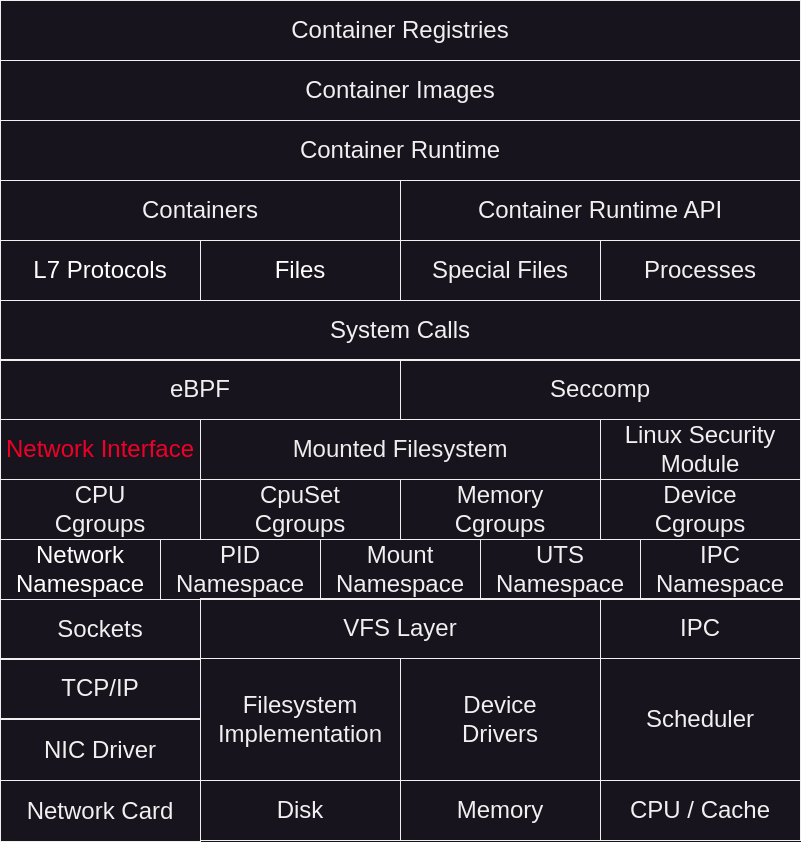 Container Registries
Container Images
Container Runtime
Containers
Container Runtime API
L7 Protocols
Files
Special Files
Processes
System Calls
eBPF
Seccomp
Network Interface
Mounted Filesystem
Linux Security
Module
CPU
Cgroups
CpuSet
Cgroups
Memory
Cgroups
Device
Cgroups
Network
Namespace
PID
Namespace
Mount
Namespace
UTS
Namespace
IPC
Namespace
Sockets
VFS Layer
IPC
TCP/IP
Filesystem
Implementation
Device
Drivers
Scheduler
NIC Driver
Network Card
Disk
Memory
CPU / Cache